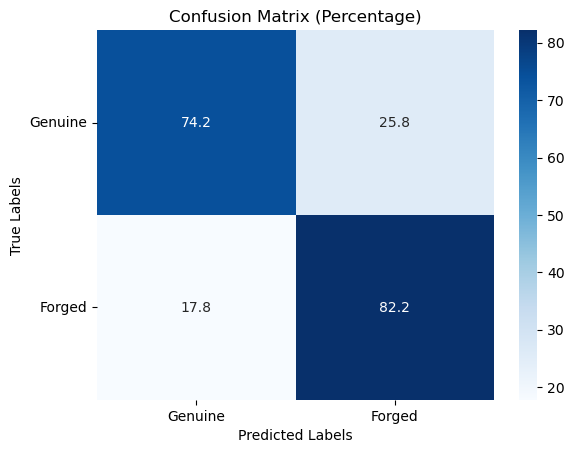 Confusion Matrix (Percentage)
True Labels
Genuine
74.2
25.8
Forged
17.8
82.2
Genuine
Forged
Predicted Labels
80
70
60
50
40
30
20